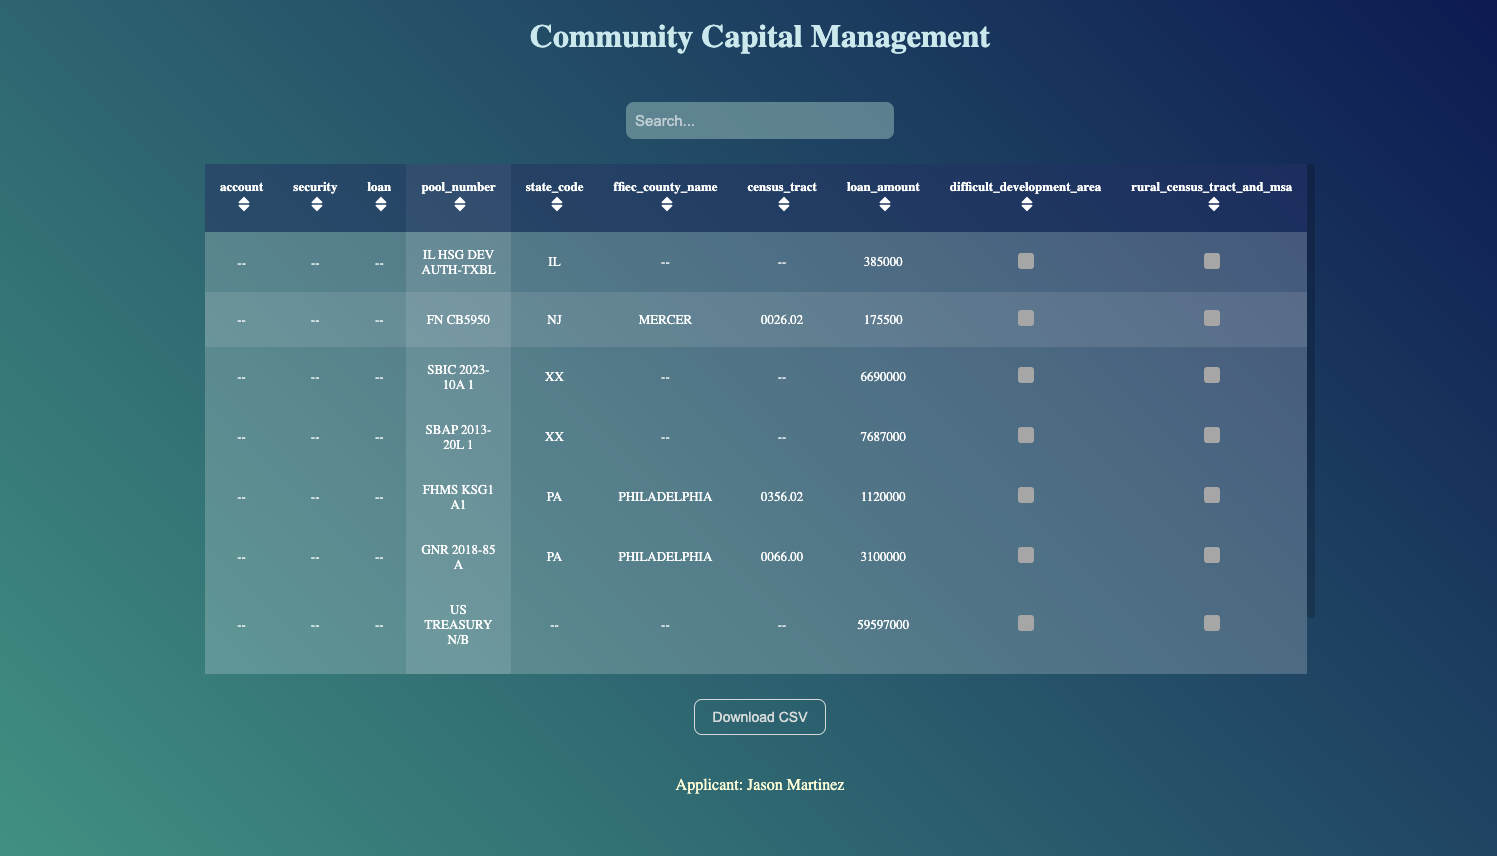 Community Capital Management
Search...
account security loan pool_number state_code ffiec_county_name census_tract loan_amount difficult_development_area rural_census_tract_and_msa
-- -- -- IL HSG DEV AUTH-TXBL IL -- -- 385000
-- -- -- FN CB5950 NJ MERCER 0026.02 175500
-- -- -- SBIC 2023-10A 1 XX -- -- 6690000
-- -- -- SBAP 2013-20L 1 XX -- -- 7687000
-- -- -- FHMS KSG1 A1 PA PHILADELPHIA 0356.02 1120000
-- -- -- GNR 2018-85 A PA PHILADELPHIA 0066.00 3100000
-- -- -- US TREASURY N/B -- -- -- 59597000
Download CSV
Applicant: Jason Martinez